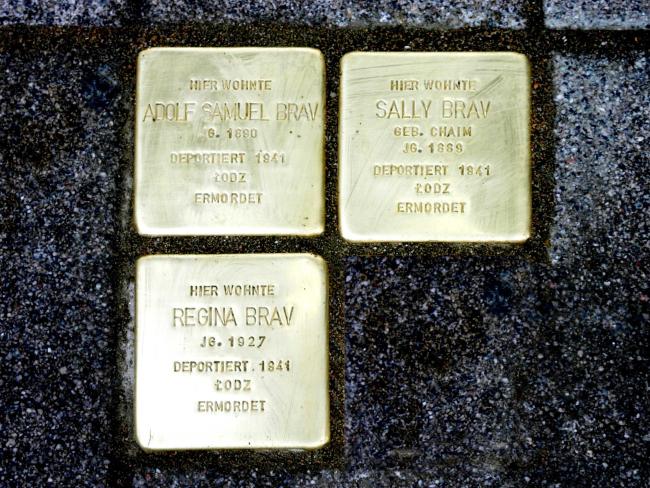 HIER WOHNTE
ADOLF SAMUEL BRAV
JG. 1890
DEPORTIERT 1941
ŁODZ
ERMORDET
HIER WOHNTE
SALLY BRAV
GEB. CHAIM
JG. 1889
DEPORTIERT 1941
ŁODZ
ERMORDET
HIER WOHNTE
REGINA BRAV
JG. 1927
DEPORTIERT 1941
ŁODZ
ERMORDET